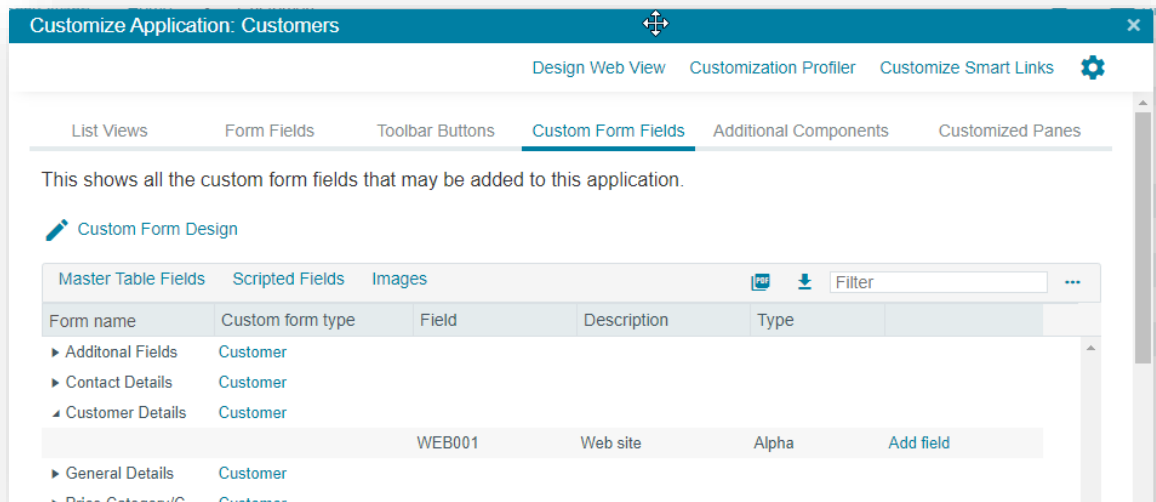 Customize Application: Customers
Design Web View Customization Profiler Customize Smart Links
List Views Form Fields Toolbar Buttons Custom Form Fields Additional Components Customized Panes
This shows all the custom form fields that may be added to this application.
Custom Form Design
Master Table Fields Scripted Fields Images PDF Filter ...
Form name Custom form type Field Description Type
Additonal Fields Customer
Contact Details Customer
Customer Details Customer
WEB001 Web site Alpha Add field
General Details Customer